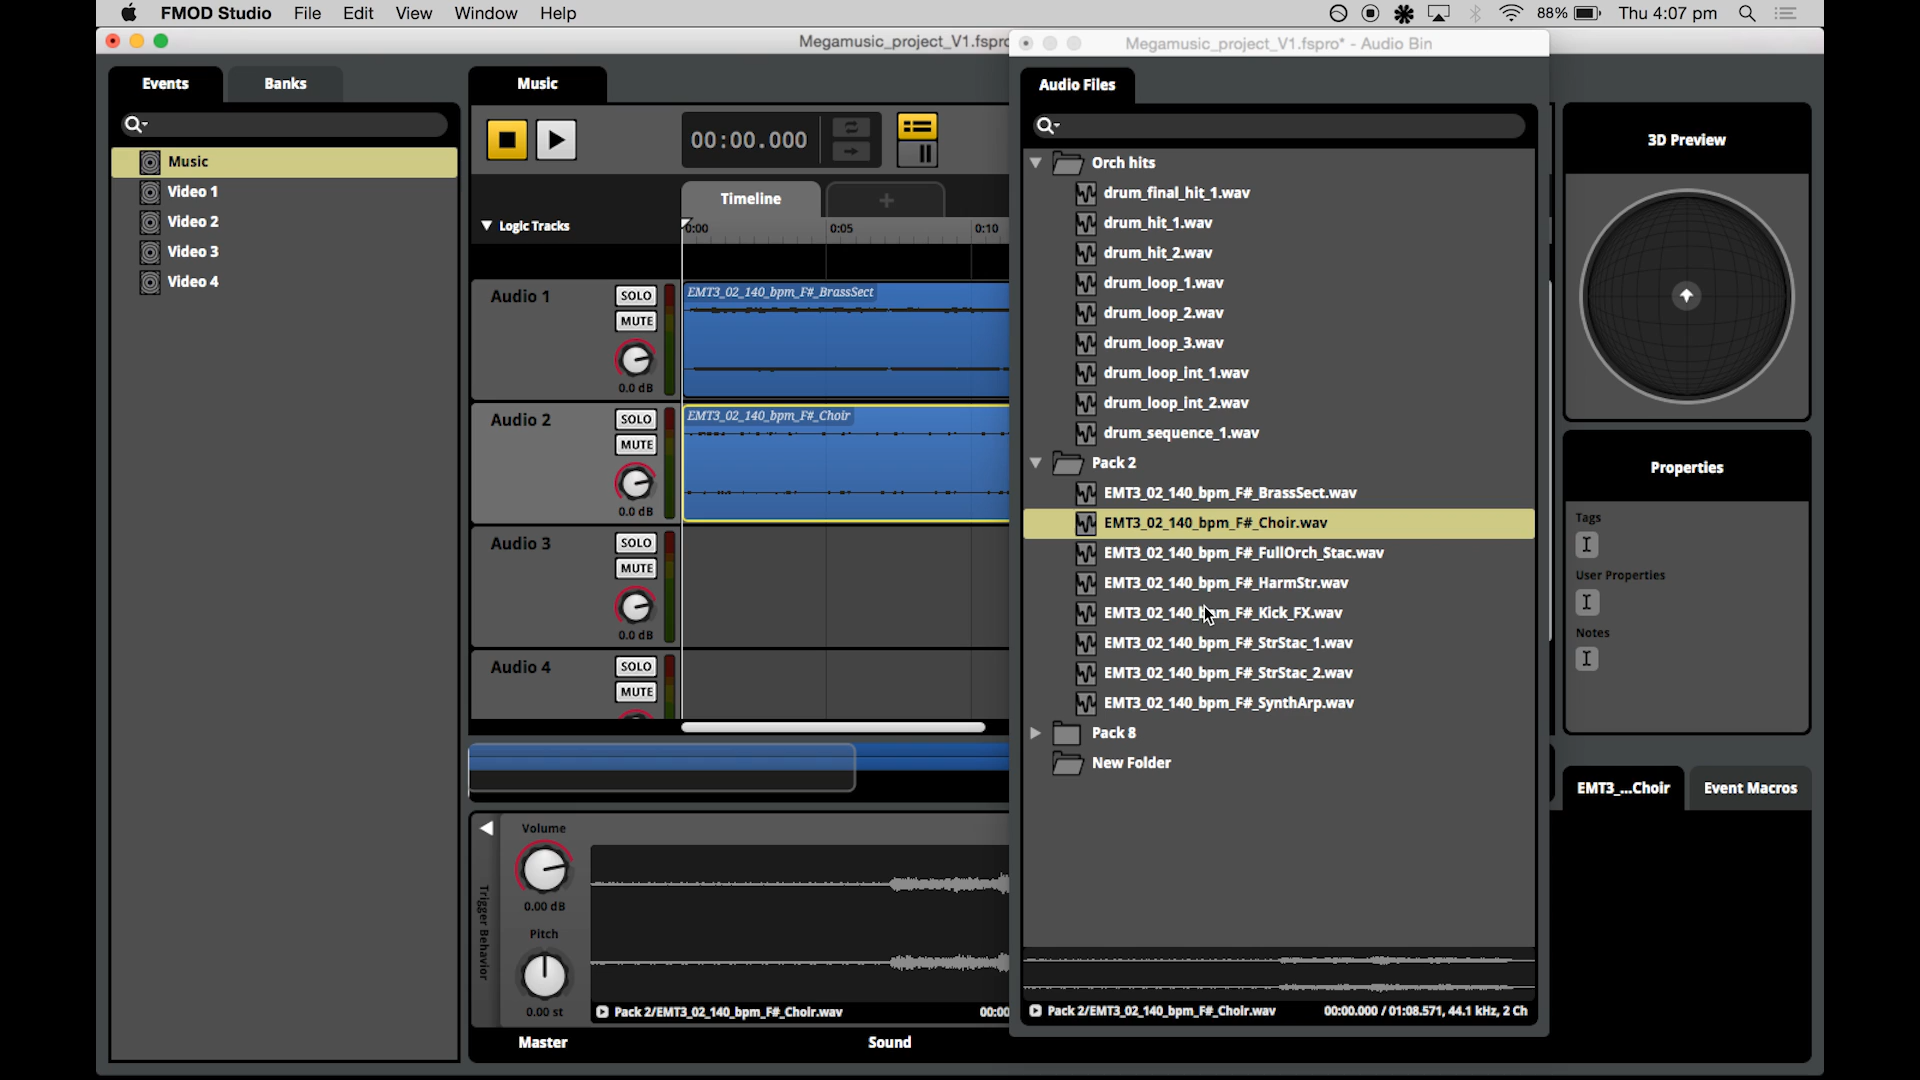 FMOD Studio File Edit View Window Help 88% Thu 4:07 pm
Megamusic_project_V1.fspro
Megamusic_project_V1.fspro* - Audio Bin
Events Banks
Music
Video 1
Video 2
Video 3
Video 4
Music
00:00.000
Timeline +
Logic Tracks
0:00 0:05 0:10
Audio 1 SOLO
MUTE
0.0 dB
EMT3_02_140_bpm_F#_BrassSect
Audio 2 SOLO
MUTE
0.0 dB
EMT3_02_140_bpm_F#_Choir
Audio 3 SOLO
MUTE
0.0 dB
Audio 4 SOLO
MUTE
Trigger Behavior
Volume
0.00 dB
Pitch
0.00 st
Pack 2/EMT3_02_140_bpm_F#_Choir.wav 00:00
Master Sound
Audio Files
Orch hits
drum_final_hit_1.wav
drum_hit_1.wav
drum_hit_2.wav
drum_loop_1.wav
drum_loop_2.wav
drum_loop_3.wav
drum_loop_int_1.wav
drum_loop_int_2.wav
drum_sequence_1.wav
Pack 2
EMT3_02_140_bpm_F#_BrassSect.wav
EMT3_02_140_bpm_F#_Choir.wav
EMT3_02_140_bpm_F#_FullOrch_Stac.wav
EMT3_02_140_bpm_F#_HarmStr.wav
EMT3_02_140_bpm_F#_Kick_FX.wav
EMT3_02_140_bpm_F#_StrStac_1.wav
EMT3_02_140_bpm_F#_StrStac_2.wav
EMT3_02_140_bpm_F#_SynthArp.wav
Pack 8
New Folder
Pack 2/EMT3_02_140_bpm_F#_Choir.wav 00:00.000 / 01:08.571, 44.1 kHz, 2 Ch
3D Preview
Properties
Tags
User Properties
Notes
EMT3_...Choir Event Macros